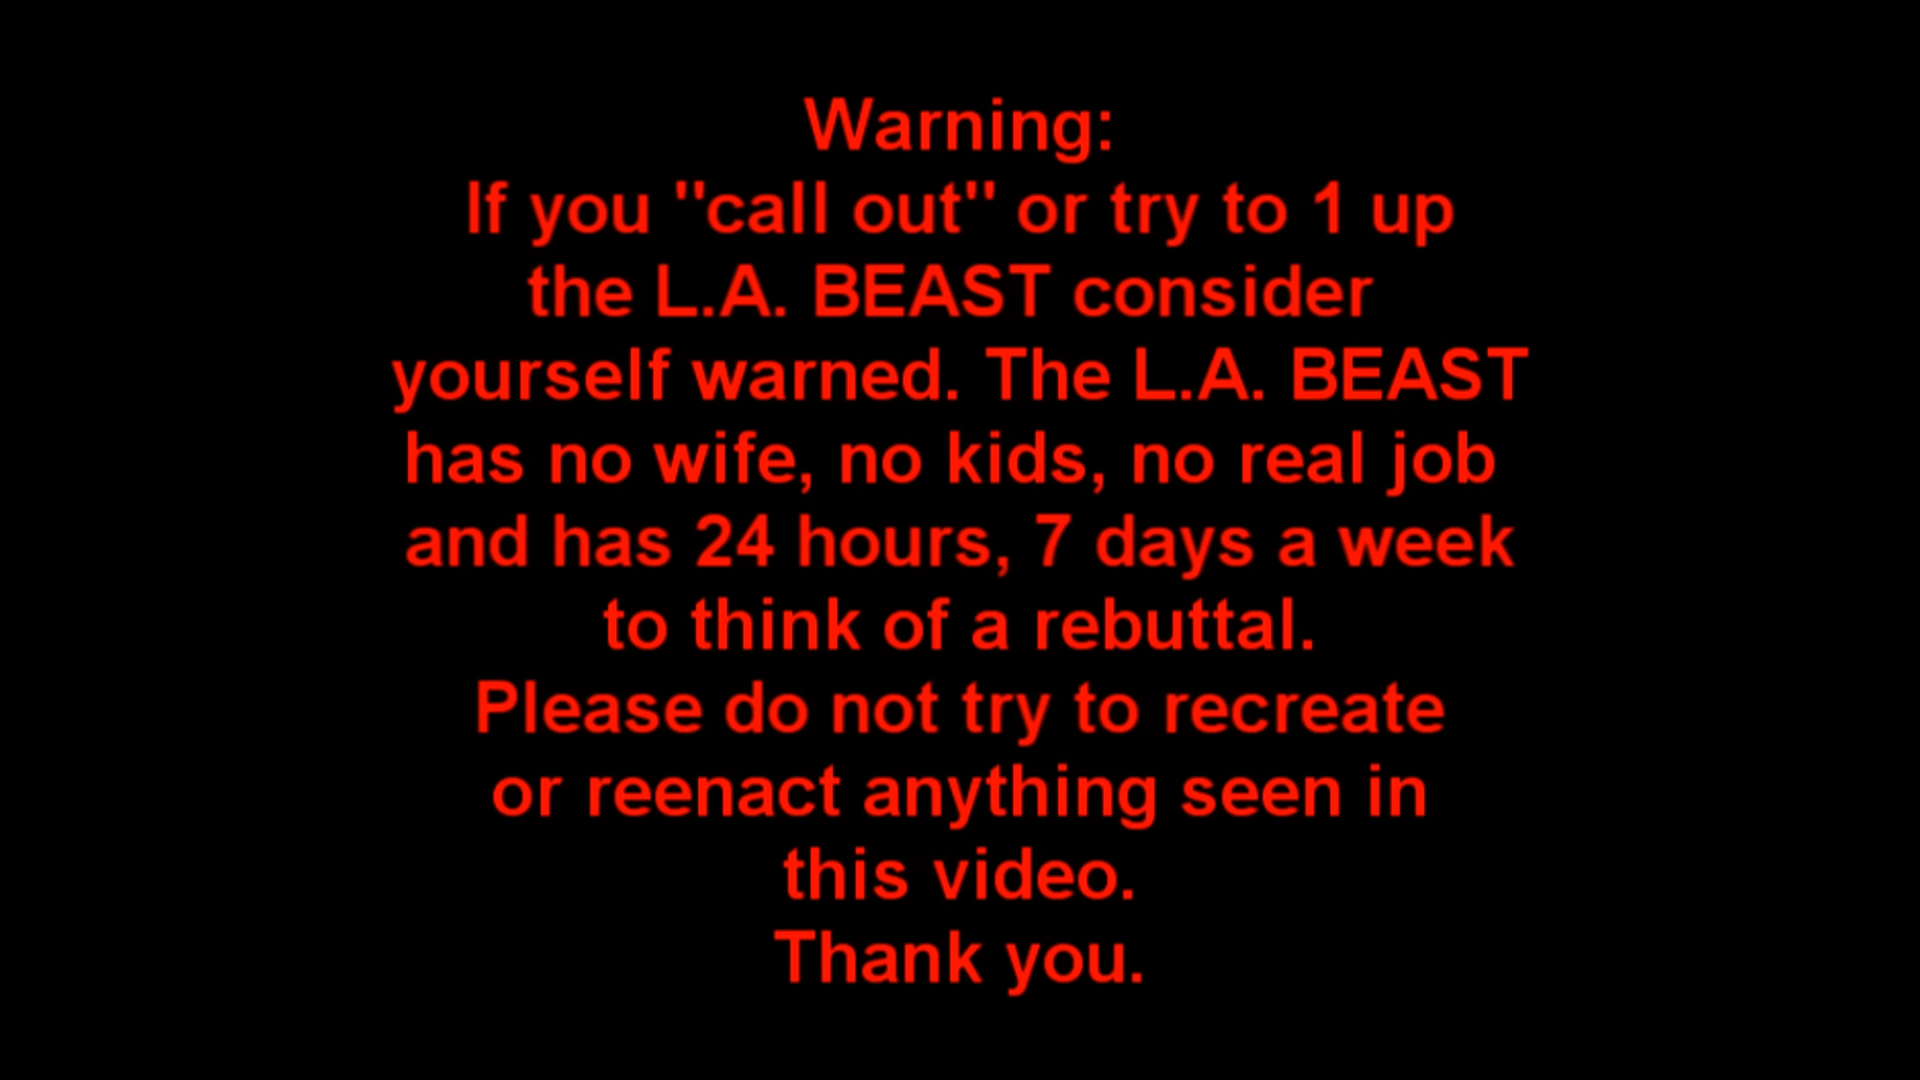 Warning:
If you "call out" or try to 1 up
the L.A. BEAST consider
yourself warned. The L.A. BEAST
has no wife, no kids, no real job
and has 24 hours, 7 days a week
to think of a rebuttal.
Please do not try to recreate
or reenact anything seen in
this video.
Thank you.